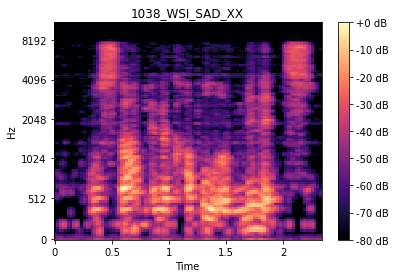 1038_WSI_SAD_XX
+0 dB
8192
-10 dB
4096
-20 dB
-30 dB
2048
Hz
-40 dB
1024
-50 dB
512
-60 dB
-70 dB
0
-80 dB
0
0.5
1
1.5
2
Time